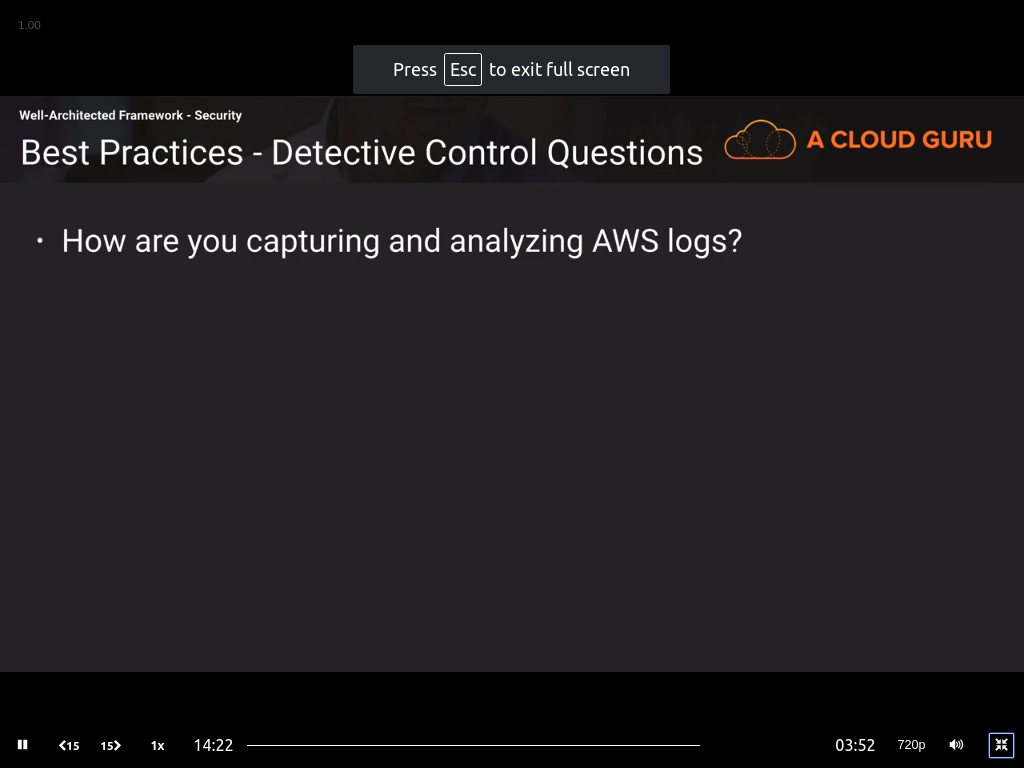 1.00
Press Esc to exit full screen
Well-Architected Framework - Security
Best Practices - Detective Control Questions
A CLOUD GURU
• How are you capturing and analyzing AWS logs?
15 15 1x 14:22 03:52 720p